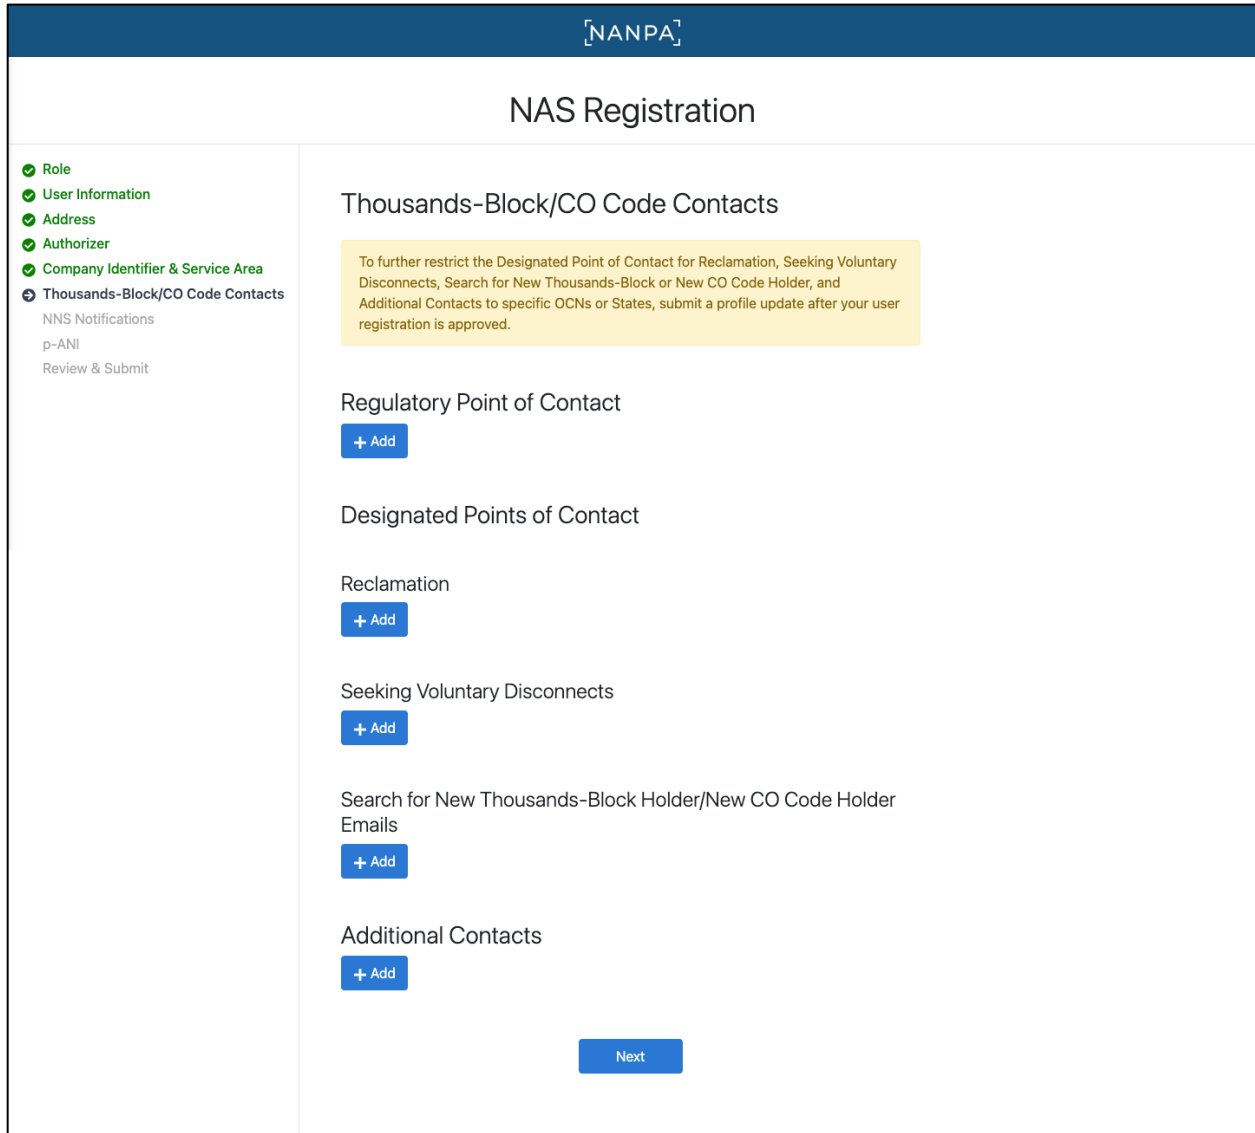 NANPA
NAS Registration
Role
User Information
Address
Authorizer
Company Identifier & Service Area
Thousands-Block/CO Code Contacts
NNS Notifications
p-ANI
Review & Submit
Thousands-Block/CO Code Contacts
To further restrict the Designated Point of Contact for Reclamation, Seeking Voluntary
Disconnects, Search for New Thousands-Block or New CO Code Holder, and
Additional Contacts to specific OCNs or States, submit a profile update after your user
registration is approved.
Regulatory Point of Contact
+ Add
Designated Points of Contact
Reclamation
+ Add
Seeking Voluntary Disconnects
+ Add
Search for New Thousands-Block Holder/New CO Code Holder
Emails
+ Add
Additional Contacts
+ Add
Next